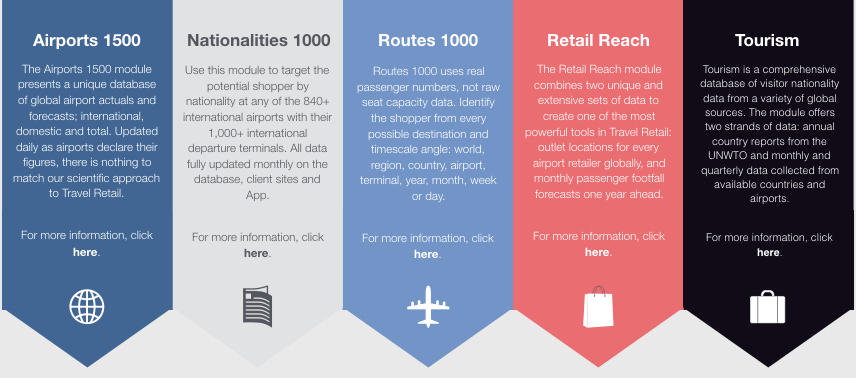 Airports 1500
The Airports 1500 module
presents a unique database
of global airport actuals and
forecasts; international,
domestic and total. Updated
daily as airports declare their
figures, there is nothing to
match our scientific approach
to Travel Retail.
For more information, click
here.
Nationalities 1000
Use this module to target the
potential shopper by
nationality at any of the 840+
international airports with their
1,000+ international
departure terminals. All data
fully updated monthly on the
database, client sites and
App.
For more information, click
here.
Routes 1000
Routes 1000 uses real
passenger numbers, not raw
seat capacity data. Identify
the shopper from every
possible destination and
timescale angle: world,
region, country, airport,
terminal, year, month, week
or day.
For more information, click
here.
Retail Reach
The Retail Reach module
combines two unique and
extensive sets of data to
create one of the most
powerful tools in Travel Retail:
outlet locations for every
airport retailer globally, and
monthly passenger footfall
forecasts one year ahead.
For more information, click
here.
Tourism
Tourism is a comprehensive
database of visitor nationality
data from a variety of global
sources. The module offers
two strands of data: annual
country reports from the
UNWTO and monthly and
quarterly data collected from
available countries and
airports.
For more information, click
here.